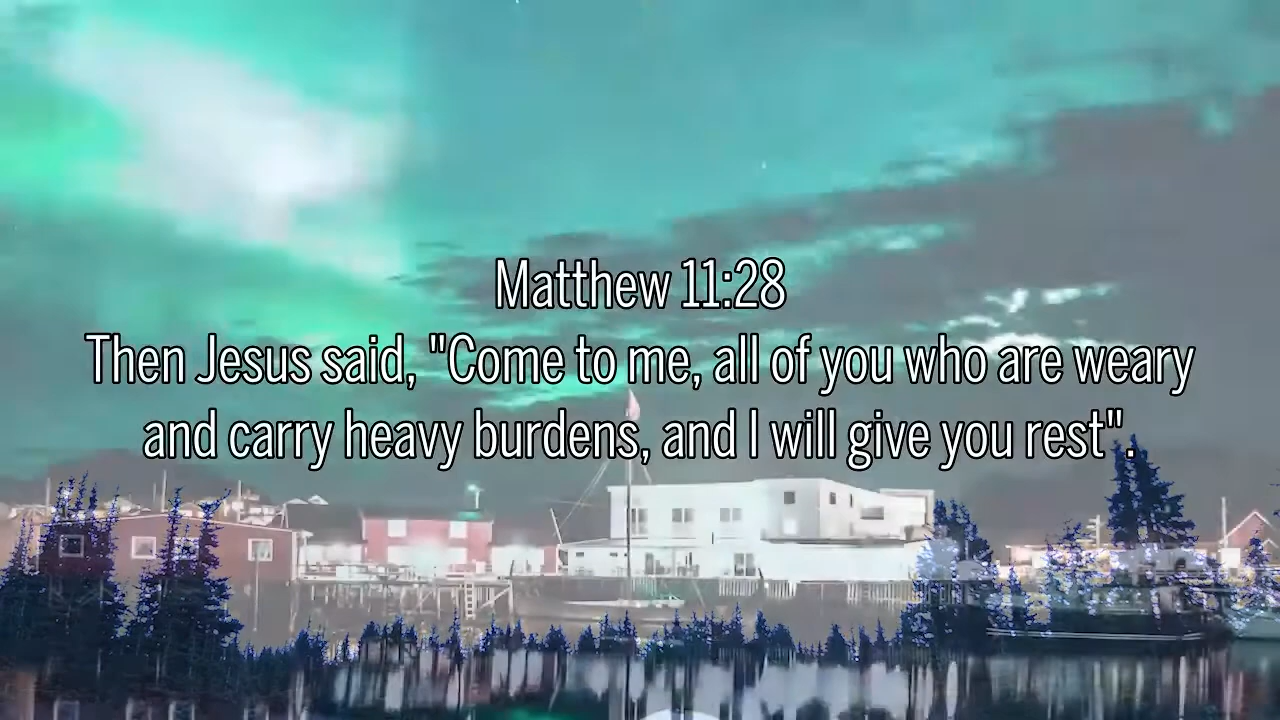 Matthew 11:28
Then Jesus said, "Come to me, all of you who are weary
and carry heavy burdens, and I will give you rest".